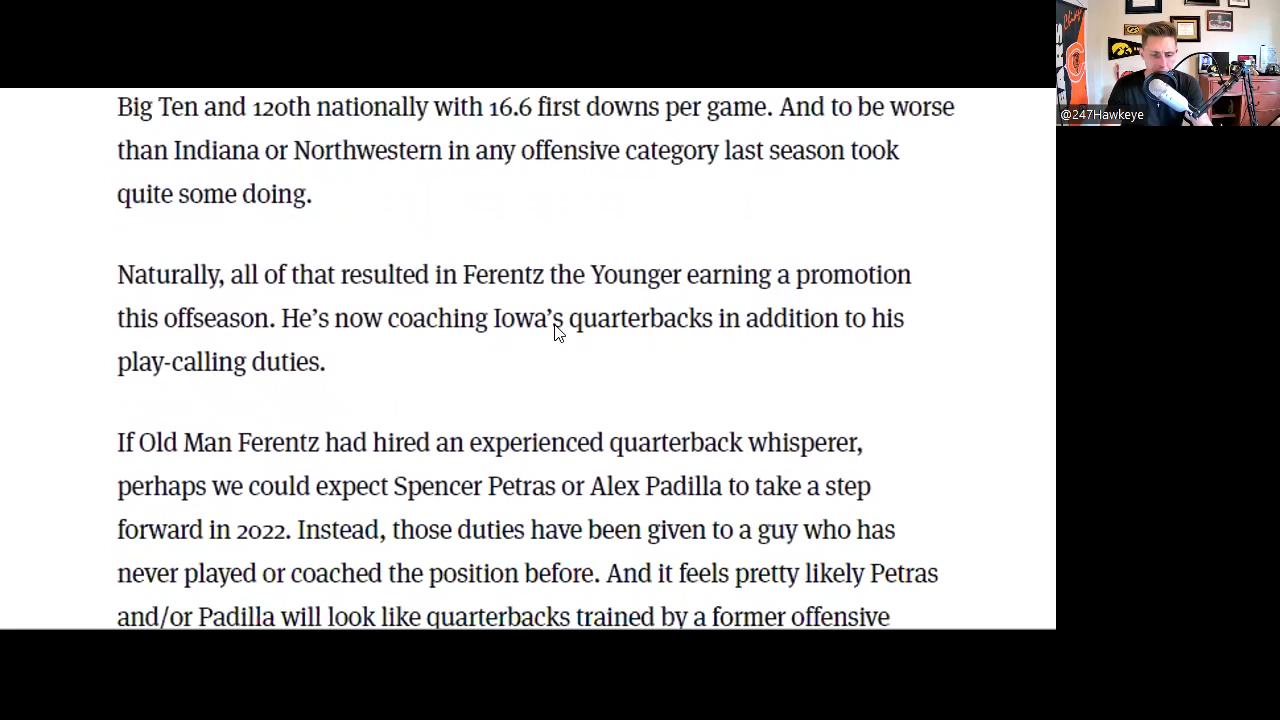 Big Ten and 120th nationally with 16.6 first downs per game. And to be worse
than Indiana or Northwestern in any offensive category last season took
quite some doing.
Naturally, all of that resulted in Ferentz the Younger earning a promotion
this offseason. He’s now coaching Iowa’s quarterbacks in addition to his
play-calling duties.
If Old Man Ferentz had hired an experienced quarterback whisperer,
perhaps we could expect Spencer Petras or Alex Padilla to take a step
forward in 2022. Instead, those duties have been given to a guy who has
never played or coached the position before. And it feels pretty likely Petras
and/or Padilla will look like quarterbacks trained by a former offensive
@247Hawkeye